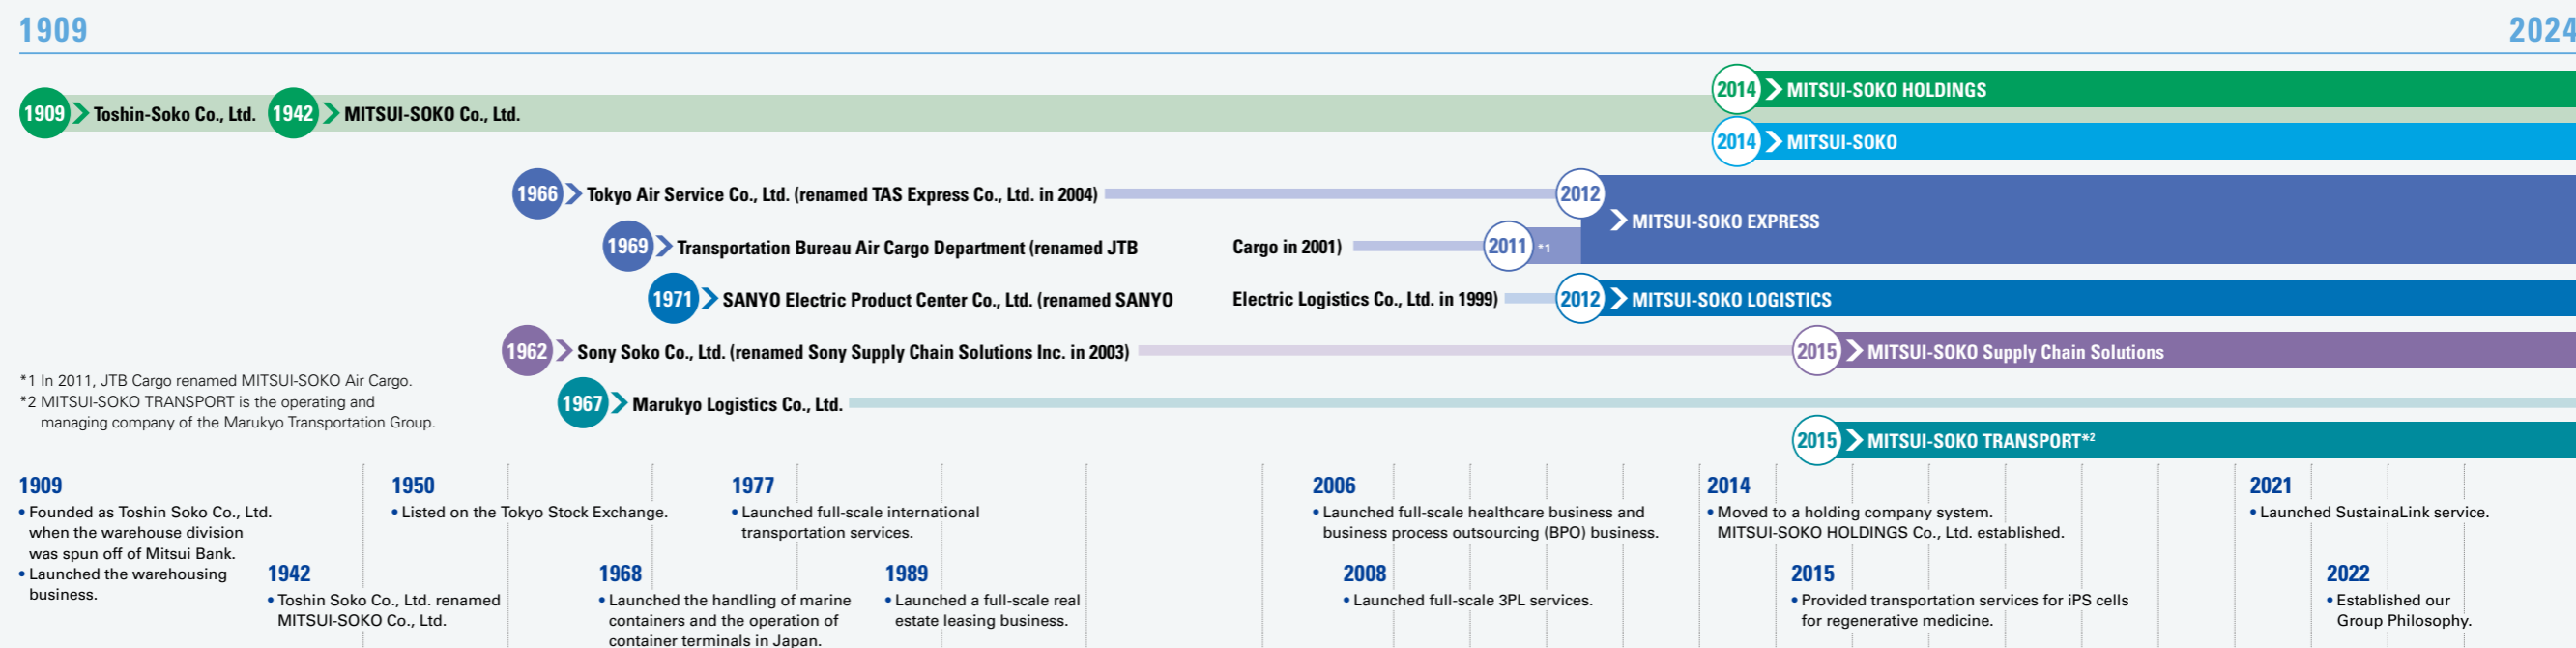 1909
2024
1909 Toshin-Soko Co., Ltd. 1942 MITSUI-SOKO Co., Ltd.
2014 MITSUI-SOKO HOLDINGS
2014 MITSUI-SOKO
1966 Tokyo Air Service Co., Ltd. (renamed TAS Express Co., Ltd. in 2004) 2012
MITSUI-SOKO EXPRESS
1969 Transportation Bureau Air Cargo Department (renamed JTB Cargo in 2001) 2011 *1
1971 SANYO Electric Product Center Co., Ltd. (renamed SANYO Electric Logistics Co., Ltd. in 1999) 2012 MITSUI-SOKO LOGISTICS
1962 Sony Soko Co., Ltd. (renamed Sony Supply Chain Solutions Inc. in 2003) 2015 MITSUI-SOKO Supply Chain Solutions
1967 Marukyo Logistics Co., Ltd.
2015 MITSUI-SOKO TRANSPORT*2
*1 In 2011, JTB Cargo renamed MITSUI-SOKO Air Cargo.
*2 MITSUI-SOKO TRANSPORT is the operating and
managing company of the Marukyo Transportation Group.
1909
• Founded as Toshin Soko Co., Ltd.
when the warehouse division
was spun off of Mitsui Bank.
• Launched the warehousing
business.
1942
• Toshin Soko Co., Ltd. renamed
MITSUI-SOKO Co., Ltd.
1950
• Listed on the Tokyo Stock Exchange.
1968
• Launched the handling of marine
containers and the operation of
container terminals in Japan.
1977
• Launched full-scale international
transportation services.
1989
• Launched a full-scale real
estate leasing business.
2006
• Launched full-scale healthcare business and
business process outsourcing (BPO) business.
2008
• Launched full-scale 3PL services.
2014
• Moved to a holding company system.
MITSUI-SOKO HOLDINGS Co., Ltd. established.
2015
• Provided transportation services for iPS cells
for regenerative medicine.
2021
• Launched SustainaLink service.
2022
• Established our
Group Philosophy.